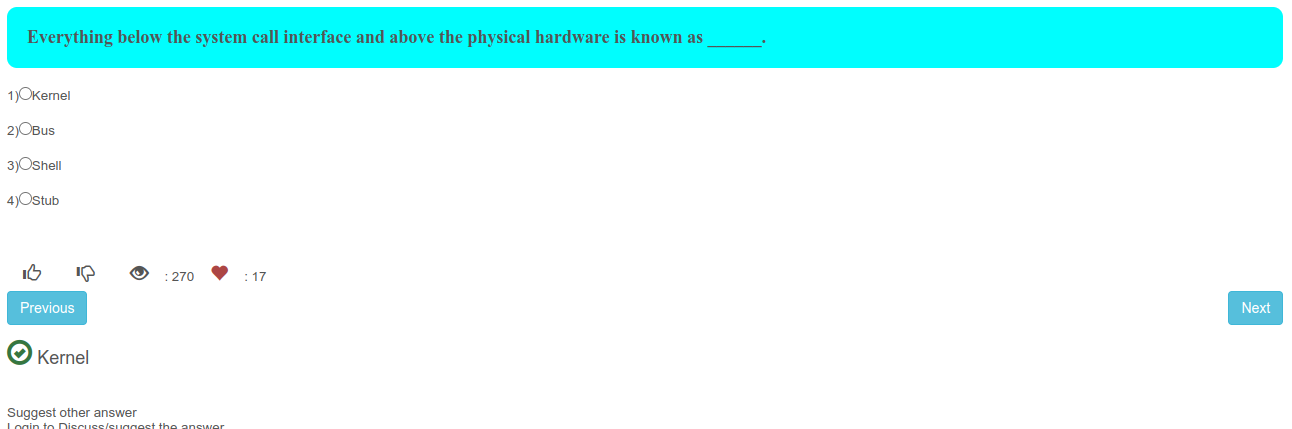 Everything below the system call interface and above the physical hardware is known as ______.
1)Kernel
2)Bus
3)Shell
4)Stub
: 270 : 17
Previous Next
Kernel
Suggest other answer
Login to Discuss/suggest the answer